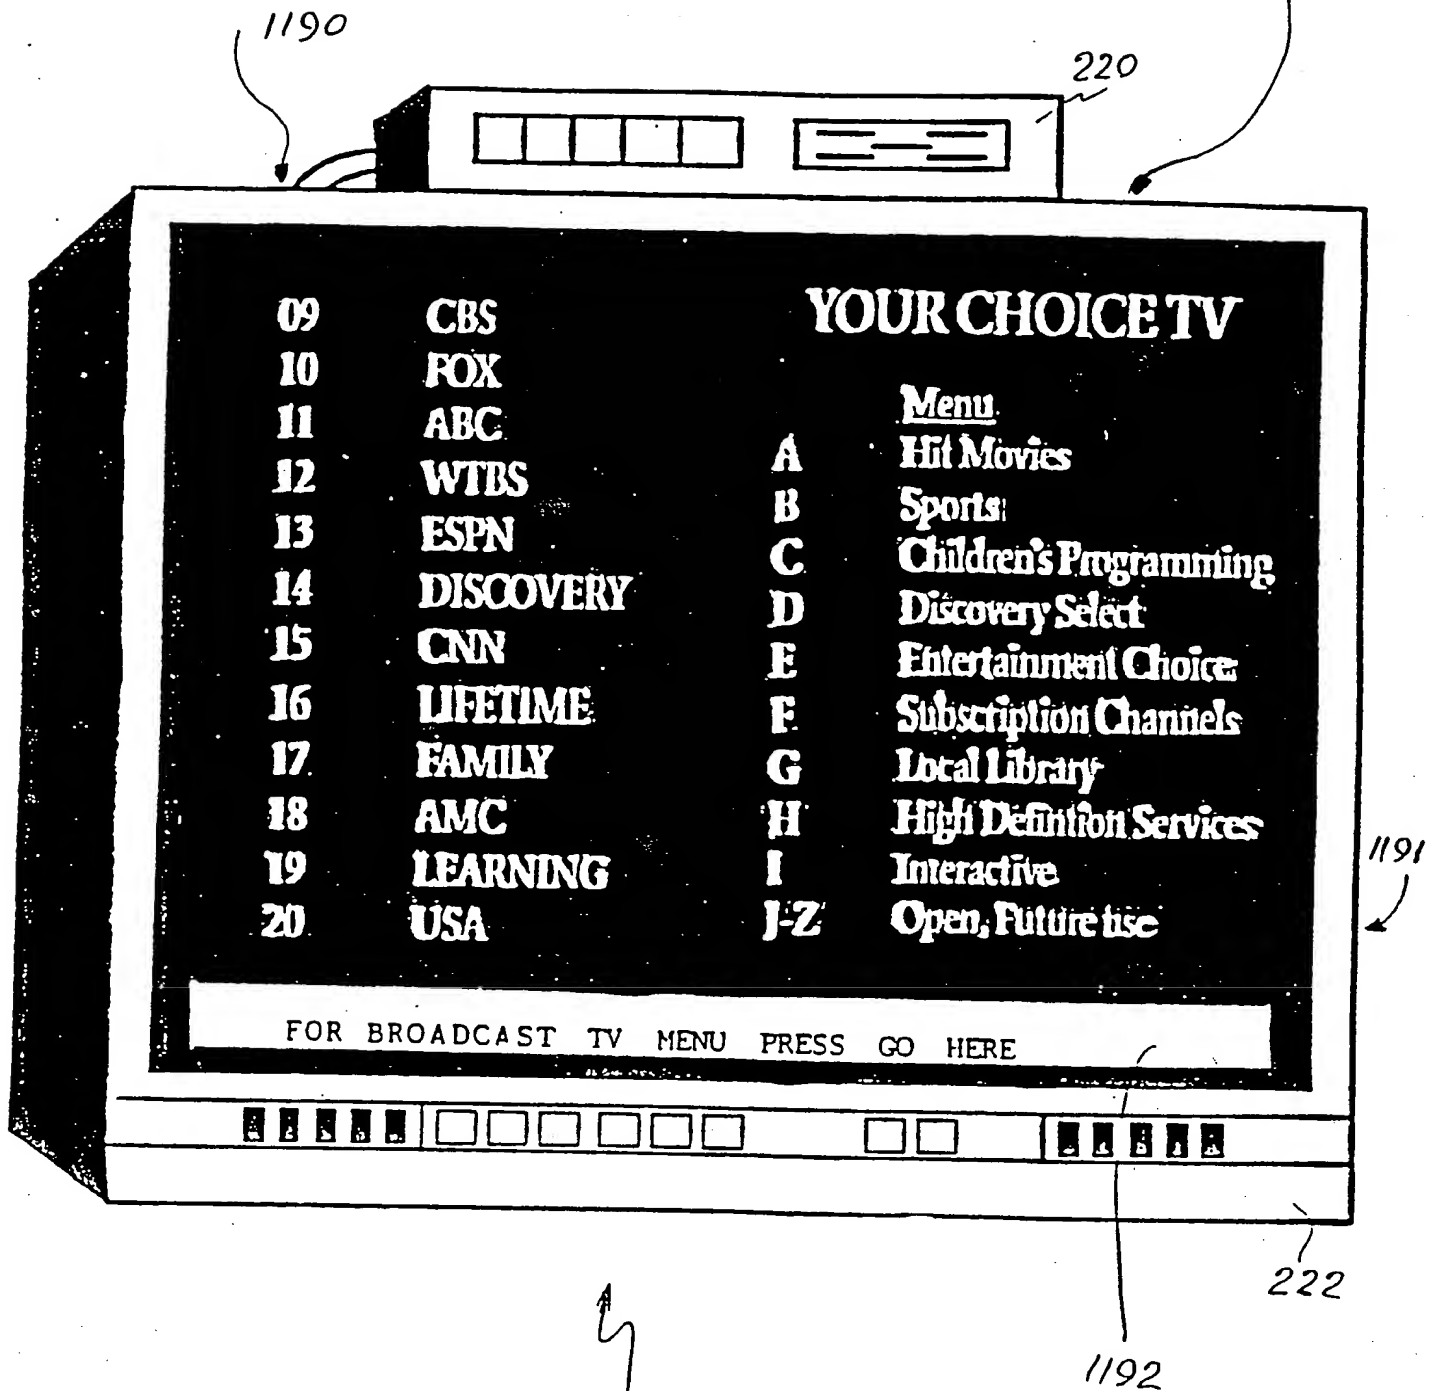 1190
220
09 CBS
10 FOX
11 ABC
12 WTBS
13 ESPN
14 DISCOVERY
15 CNN
16 LIFETIME
17 FAMILY
18 AMC
19 LEARNING
20 USA
YOUR CHOICE TV
Menu
A Hit Movies
B Sports
C Children's Programming
D Discovery Select
E Entertainment Choice
F Subscription Channels
G Local Library
H High Defintion Services
I Interactive
J-Z Open, Future use
1191
FOR BROADCAST TV MENU PRESS GO HERE
222
1192